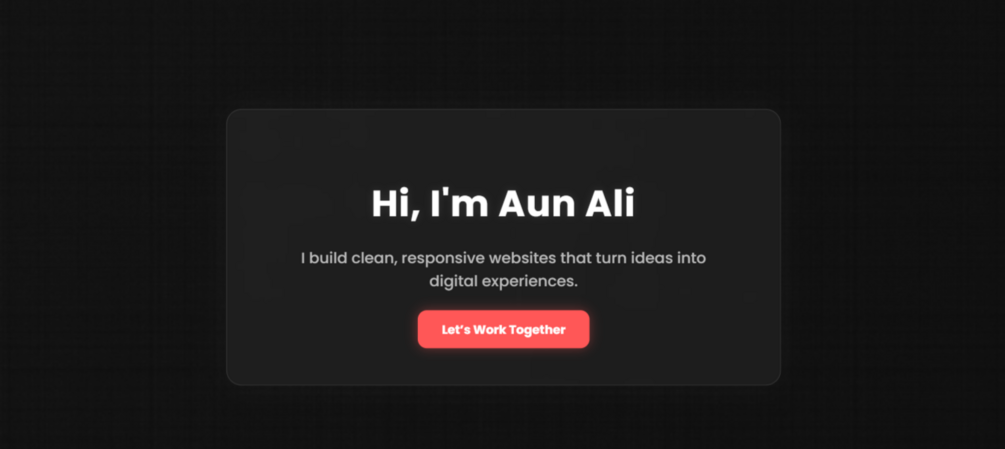 Hi, I'm Aun Ali
I build clean, responsive websites that turn ideas into
digital experiences.
Let’s Work Together